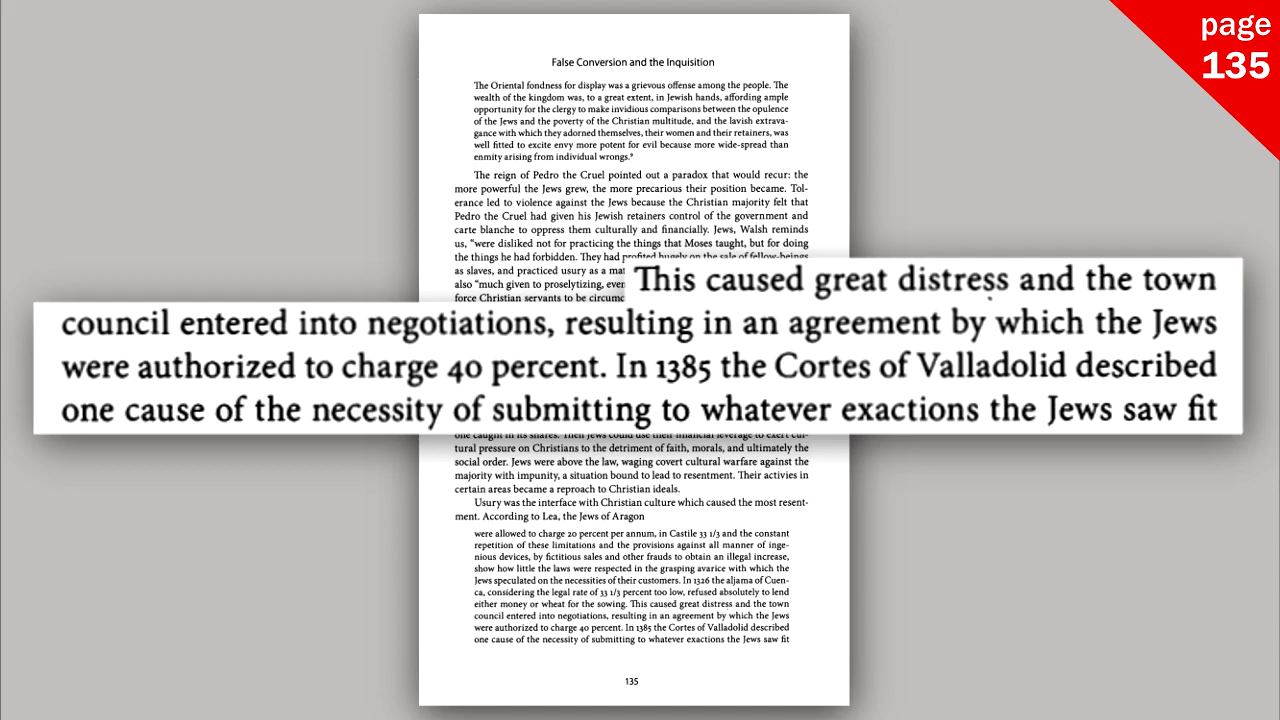 page
135
False Conversion and the Inquisition
The Oriental fondness for display was a grievous offense among the people. The
wealth of the kingdom was, to a great extent, in Jewish hands, affording ample
opportunity for the clergy to make invidious comparisons between the opulence
of the Jews and the poverty of the Christian multitude, and the lavish extrava-
gance with which they adorned themselves, their women and their retainers, was
well fitted to excite envy more potent for evil because more wide-spread than
enmity arising from individual wrongs.⁹
The reign of Pedro the Cruel pointed out a paradox that would recur: the
more powerful the Jews grew, the more precarious their position became. Tol-
erance led to violence against the Jews because the Christian majority felt that
Pedro the Cruel had given his Jewish retainers control of the government and
carte blanche to oppress them culturally and financially. Jews, Walsh reminds
us, “were disliked not for practicing the things that Moses taught, but for doing
the things he had forbidden. They had profited hugely on the sale of fellow-beings
as slaves, and practiced usury as a mat
also “much given to proselytizing, even
force Christian servants to be circumc
This caused great distress and the town
council entered into negotiations, resulting in an agreement by which the Jews
were authorized to charge 40 percent. In 1385 the Cortes of Valladolid described
one cause of the necessity of submitting to whatever exactions the Jews saw fit
one caught in its snares. Then Jews could use their financial leverage to exert cul-
tural pressure on Christians to the detriment of faith, morals, and ultimately the
social order. Jews were above the law, waging covert cultural warfare against the
majority with impunity, a situation bound to lead to resentment. Their activies in
certain areas became a reproach to Christian ideals.
Usury was the interface with Christian culture which caused the most resent-
ment. According to Lea, the Jews of Aragon
were allowed to charge 20 percent per annum, in Castile 33 1/3 and the constant
repetition of these limitations and the provisions against all manner of inge-
nious devices, by fictitious sales and other frauds to obtain an illegal increase,
show how little the laws were respected in the grasping avarice with which the
Jews speculated on the necessities of their customers. In 1326 the aljama of Cuen-
ca, considering the legal rate of 33 1/3 percent too low, refused absolutely to lend
either money or wheat for the sowing. This caused great distress and the town
council entered into negotiations, resulting in an agreement by which the Jews
were authorized to charge 40 percent. In 1385 the Cortes of Valladolid described
one cause of the necessity of submitting to whatever exactions the Jews saw fit
135